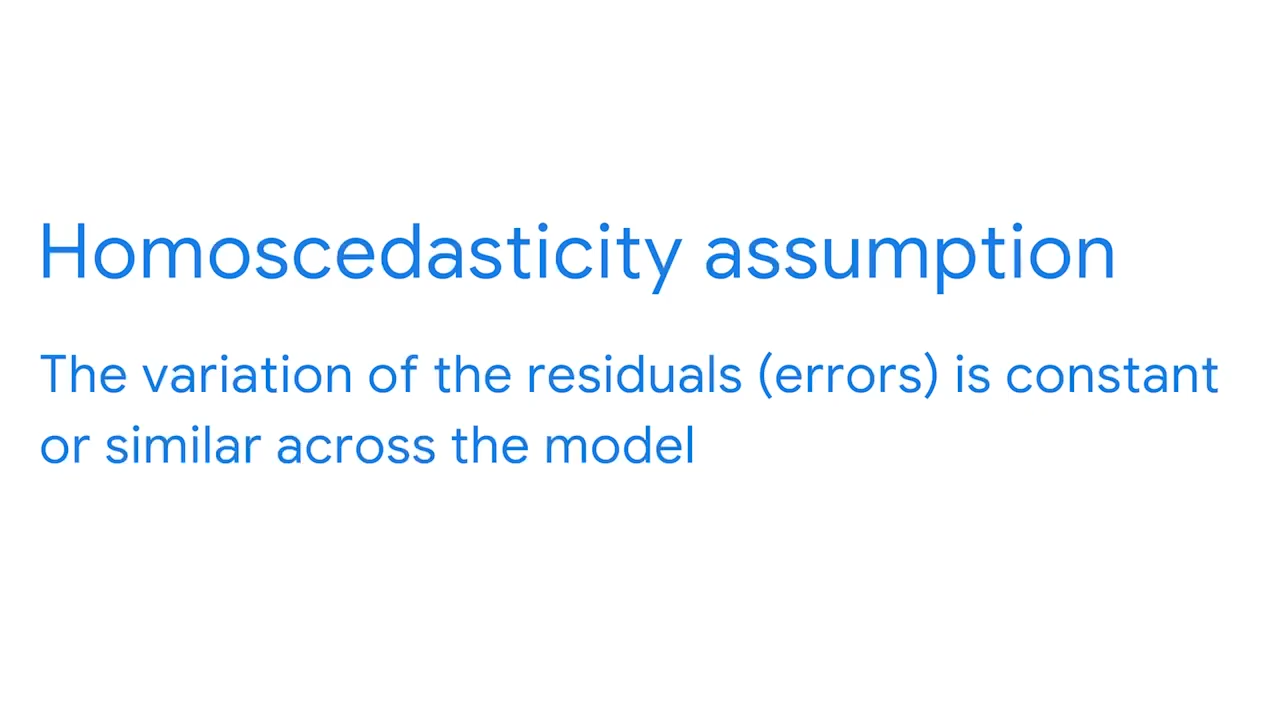 Homoscedasticity assumption
The variation of the residuals (errors) is constant
or similar across the model